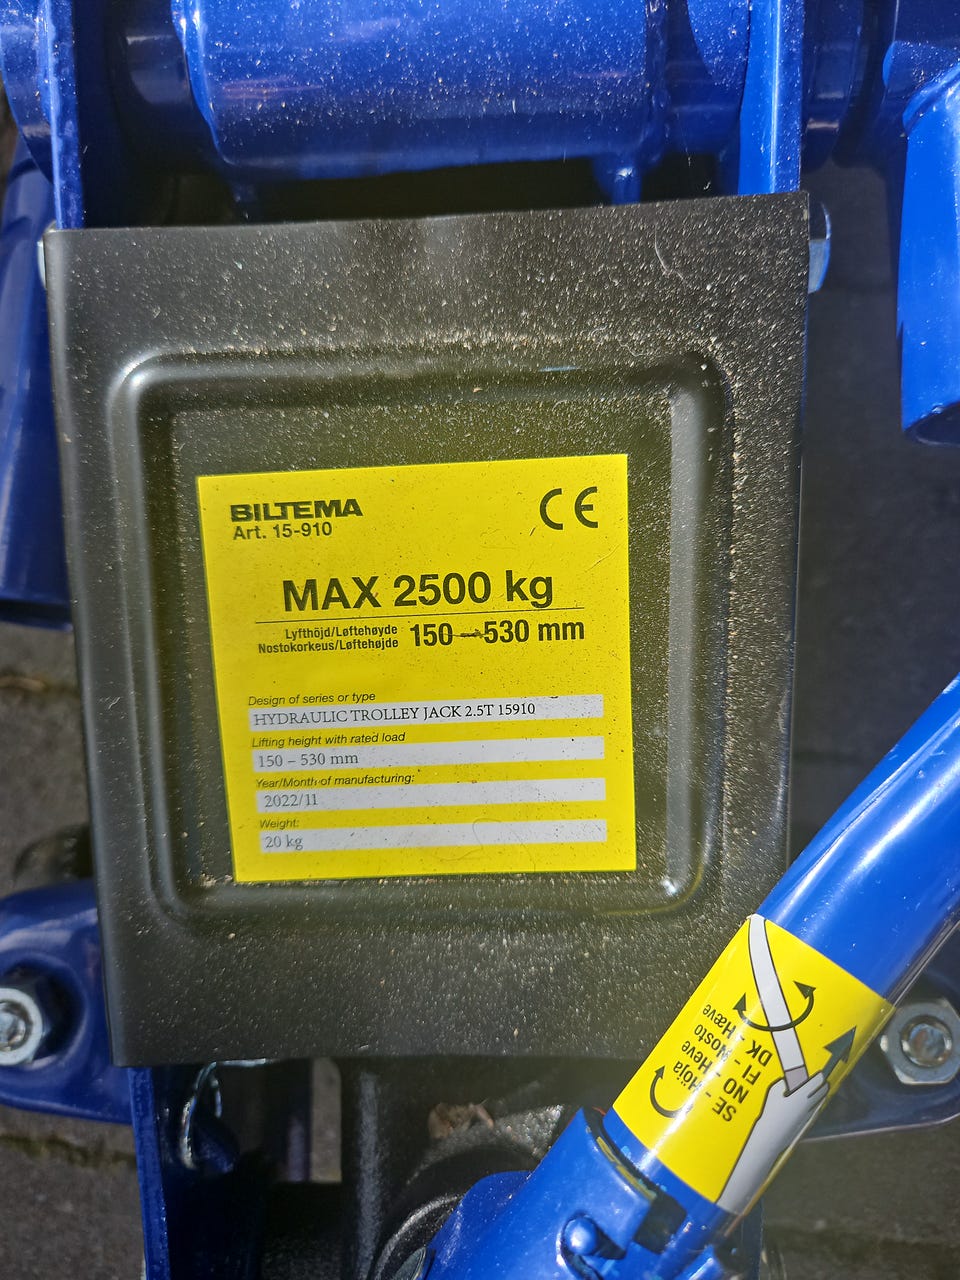 BILTEMA
Art. 15-910
CE
MAX 2500 kg
Lyfthöjd/Løftehøyde
Nostokorkeus/Løftehøjde
150 – 530 mm
Design of series or type
HYDRAULIC TROLLEY JACK 2.5T 15910
Lifting height with rated load
150 – 530 mm
Year/Month of manufacturing:
2022/11
Weight:
20 kg
SE - Höja
NO - Heve
FI - Nosto
DK - Hæve